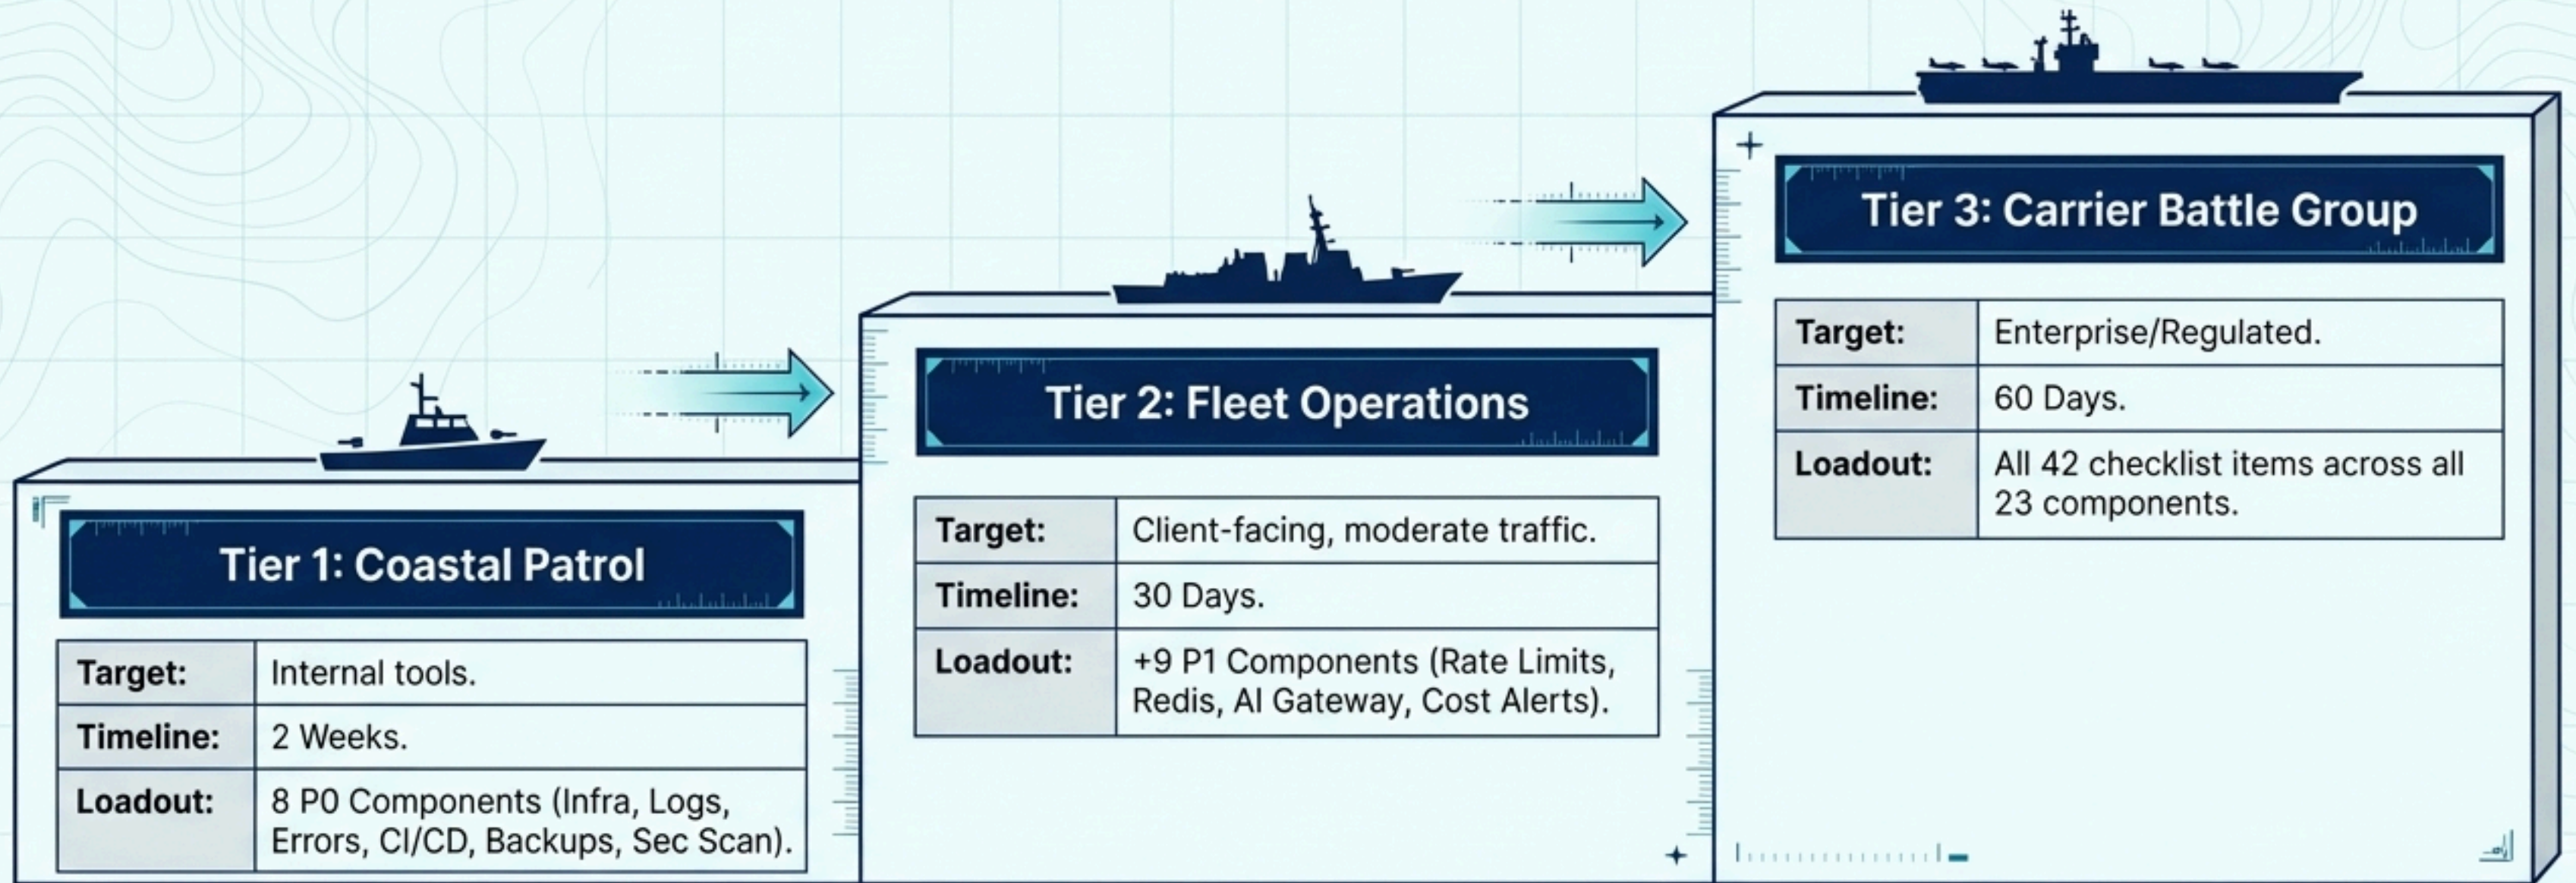 Tier 1: Coastal Patrol
Target: Internal tools.
Timeline: 2 Weeks.
Loadout: 8 P0 Components (Infra, Logs,
Errors, CI/CD, Backups, Sec Scan).
Tier 2: Fleet Operations
Target: Client-facing, moderate traffic.
Timeline: 30 Days.
Loadout: +9 P1 Components (Rate Limits,
Redis, AI Gateway, Cost Alerts).
Tier 3: Carrier Battle Group
Target: Enterprise/Regulated.
Timeline: 60 Days.
Loadout: All 42 checklist items across all
23 components.